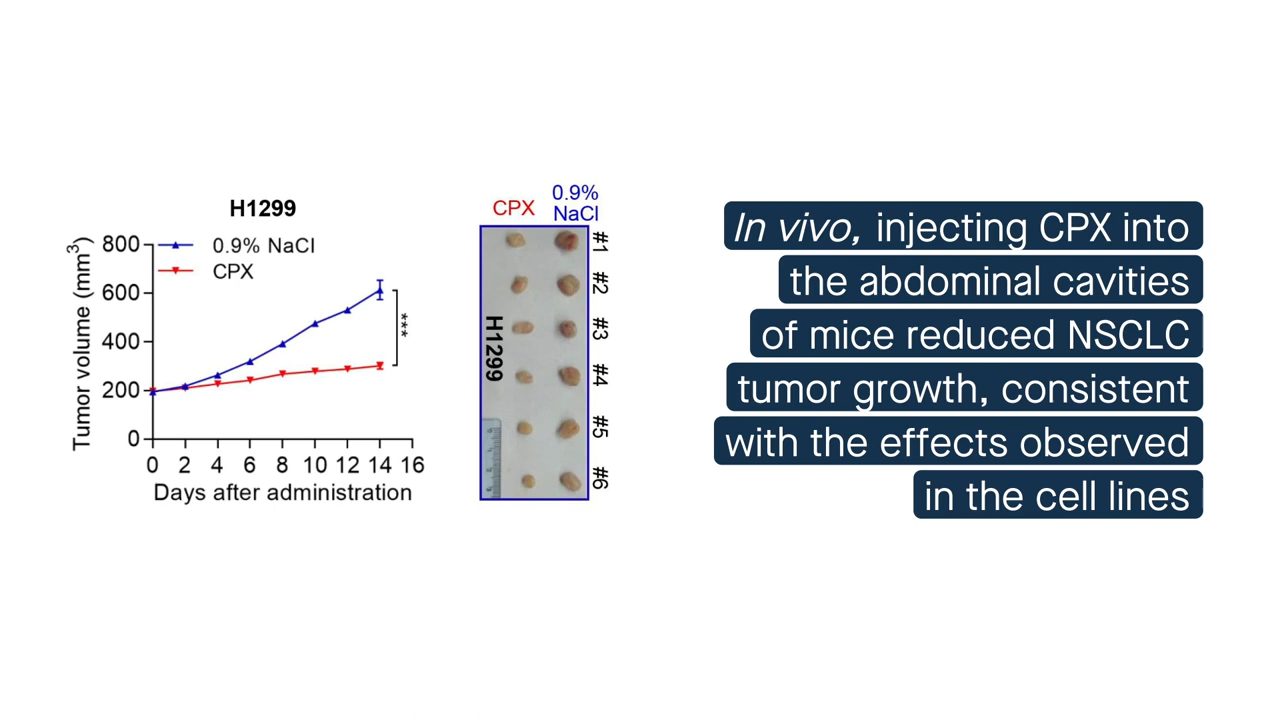 H1299
Tumor volume (mm³)
800
600
400
200
0
0.9% NaCl
CPX
***
0 2 4 6 8 10 12 14 16
Days after administration
CPX
0.9%
NaCl
H1299
#1
#2
#3
#4
#5
#6
In vivo, injecting CPX into
the abdominal cavities
of mice reduced NSCLC
tumor growth, consistent
with the effects observed
in the cell lines